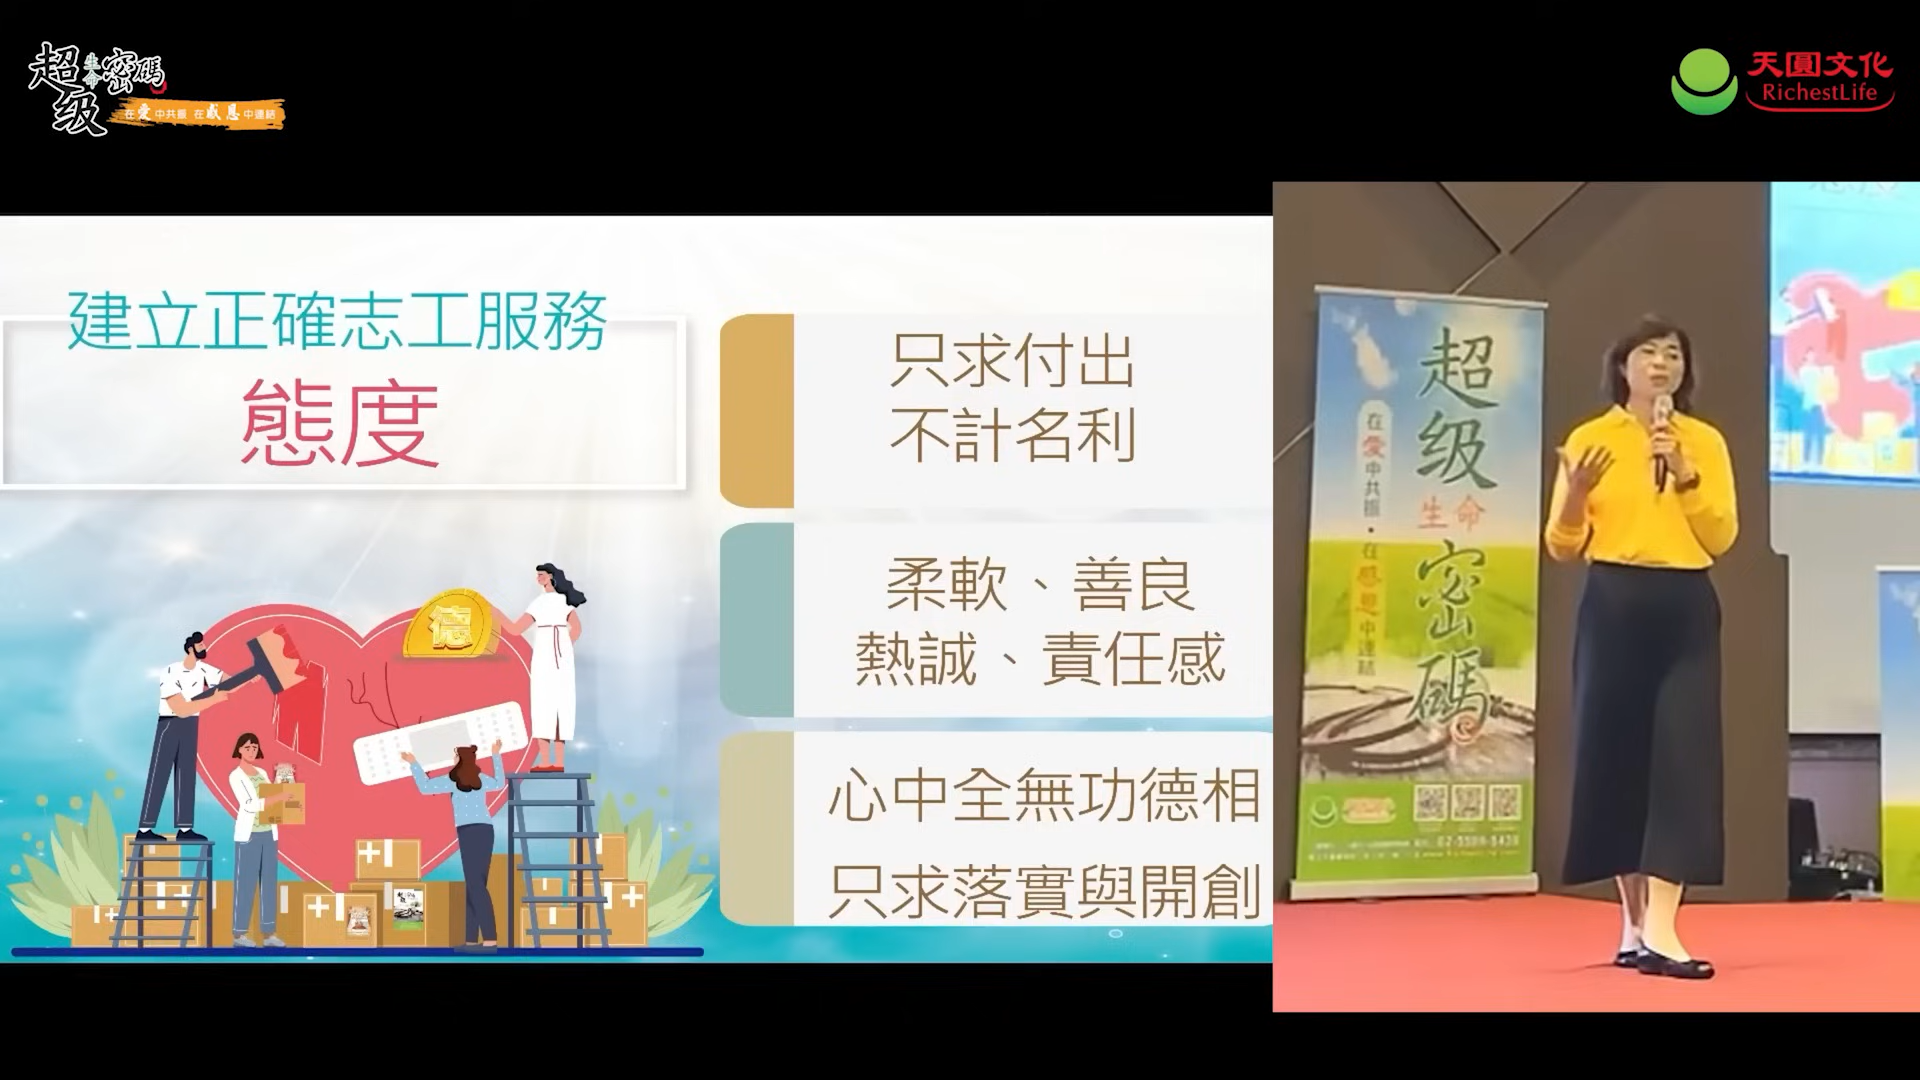 超级生命密碼
在愛中共振 在感恩中連結
天圓文化
RichestLife
建立正確志工服務
態度
只求付出
不計名利
柔軟、善良
熱誠、責任感
心中全無功德相
只求落實與開創
德
超级生命密碼
在愛中共振・在感恩中連結